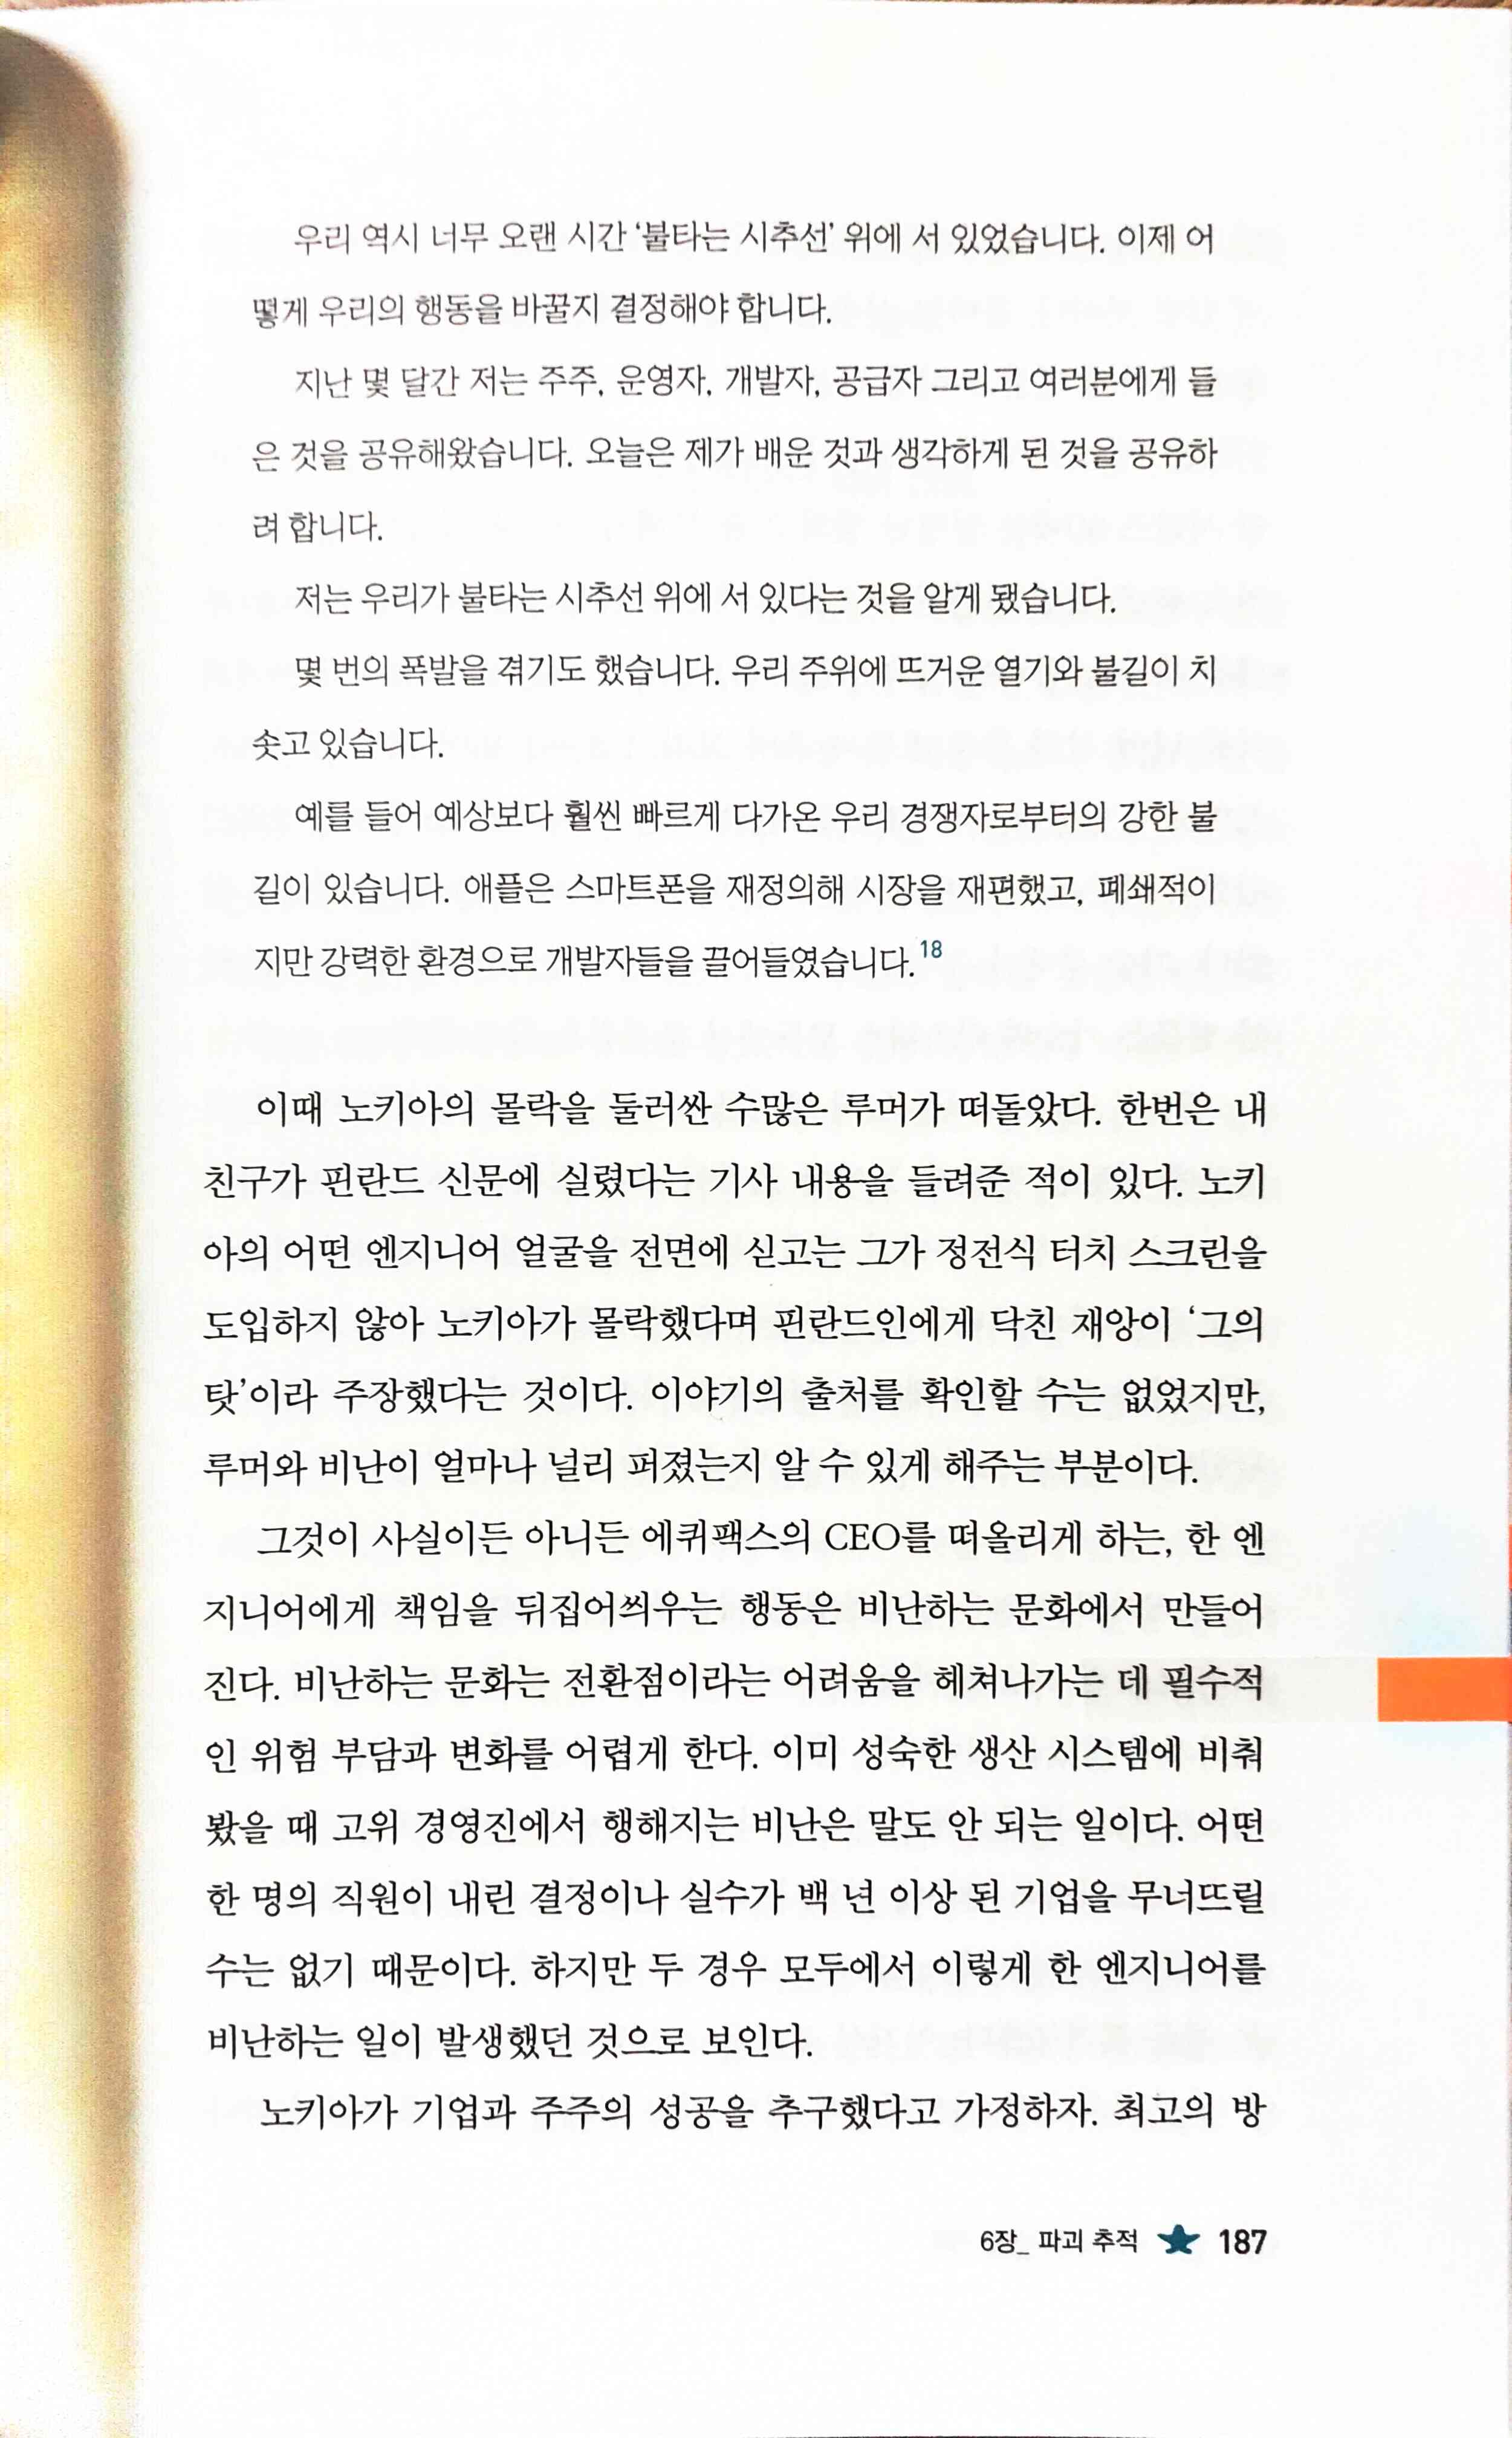 우리 역시 너무 오랜 시간 ‘불타는 시추선’ 위에 서 있었습니다. 이제 어
떻게 우리의 행동을 바꿀지 결정해야 합니다.
지난 몇 달간 저는 주주, 운영자, 개발자, 공급자 그리고 여러분에게 들
은 것을 공유해왔습니다. 오늘은 제가 배운 것과 생각하게 된 것을 공유하
려 합니다.
저는 우리가 불타는 시추선 위에 서 있다는 것을 알게 됐습니다.
몇 번의 폭발을 겪기도 했습니다. 우리 주위에 뜨거운 열기와 불길이 치
솟고 있습니다.
예를 들어 예상보다 훨씬 빠르게 다가온 우리 경쟁자로부터의 강한 불
길이 있습니다. 애플은 스마트폰을 재정의해 시장을 재편했고, 폐쇄적이
지만 강력한 환경으로 개발자들을 끌어들였습니다.18
이때 노키아의 몰락을 둘러싼 수많은 루머가 떠돌았다. 한번은 내
친구가 핀란드 신문에 실렸다는 기사 내용을 들려준 적이 있다. 노키
아의 어떤 엔지니어 얼굴을 전면에 싣고는 그가 정전식 터치 스크린을
도입하지 않아 노키아가 몰락했다며 핀란드인에게 닥친 재앙이 ‘그의
탓’이라 주장했다는 것이다. 이야기의 출처를 확인할 수는 없었지만,
루머와 비난이 얼마나 널리 퍼졌는지 알 수 있게 해주는 부분이다.
그것이 사실이든 아니든 에퀴팩스의 CEO를 떠올리게 하는, 한 엔
지니어에게 책임을 뒤집어씌우는 행동은 비난하는 문화에서 만들어
진다. 비난하는 문화는 전환점이라는 어려움을 헤쳐나가는 데 필수적
인 위험 부담과 변화를 어렵게 한다. 이미 성숙한 생산 시스템에 비춰
봤을 때 고위 경영진에서 행해지는 비난은 말도 안 되는 일이다. 어떤
한 명의 직원이 내린 결정이나 실수가 백 년 이상 된 기업을 무너뜨릴
수는 없기 때문이다. 하지만 두 경우 모두에서 이렇게 한 엔지니어를
비난하는 일이 발생했던 것으로 보인다.
노키아가 기업과 주주의 성공을 추구했다고 가정하자. 최고의 방
6장_ 파괴 추적 ★ 187